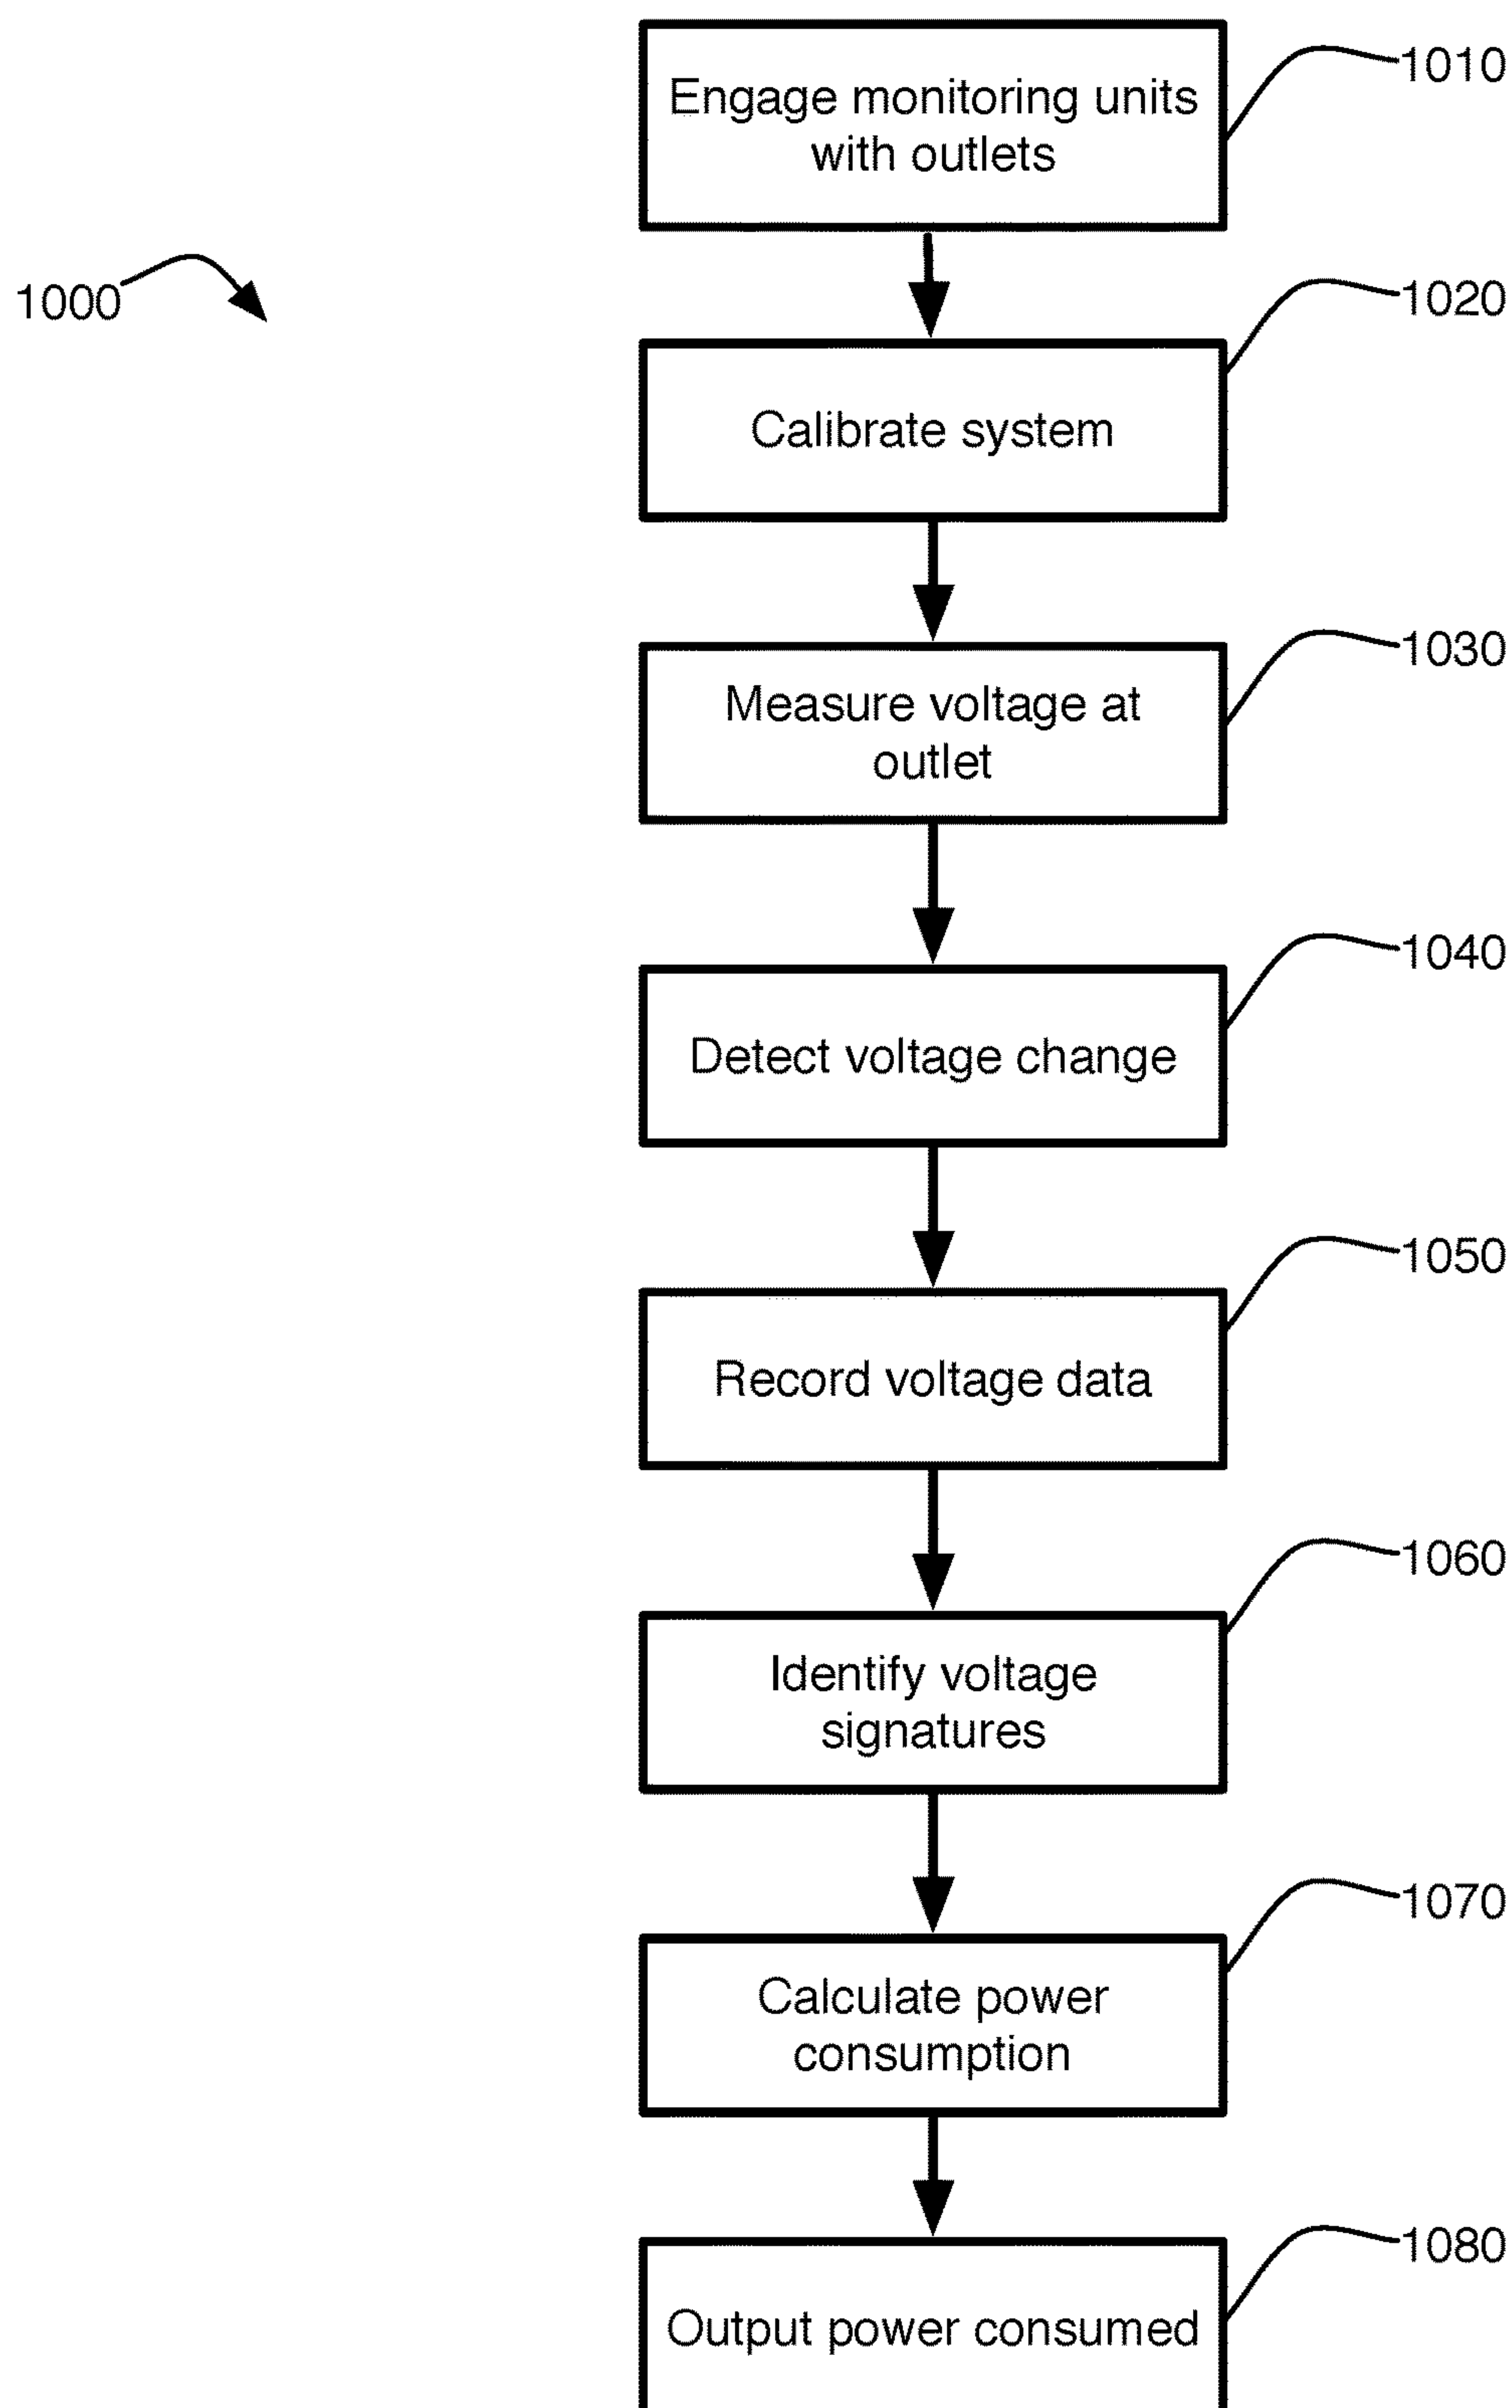 Engage monitoring units
with outlets
1010
1000
1020
Calibrate system
1030
Measure voltage at
outlet
1040
Detect voltage change
1050
Record voltage data
1060
Identify voltage
signatures
1070
Calculate power
consumption
1080
Output power consumed